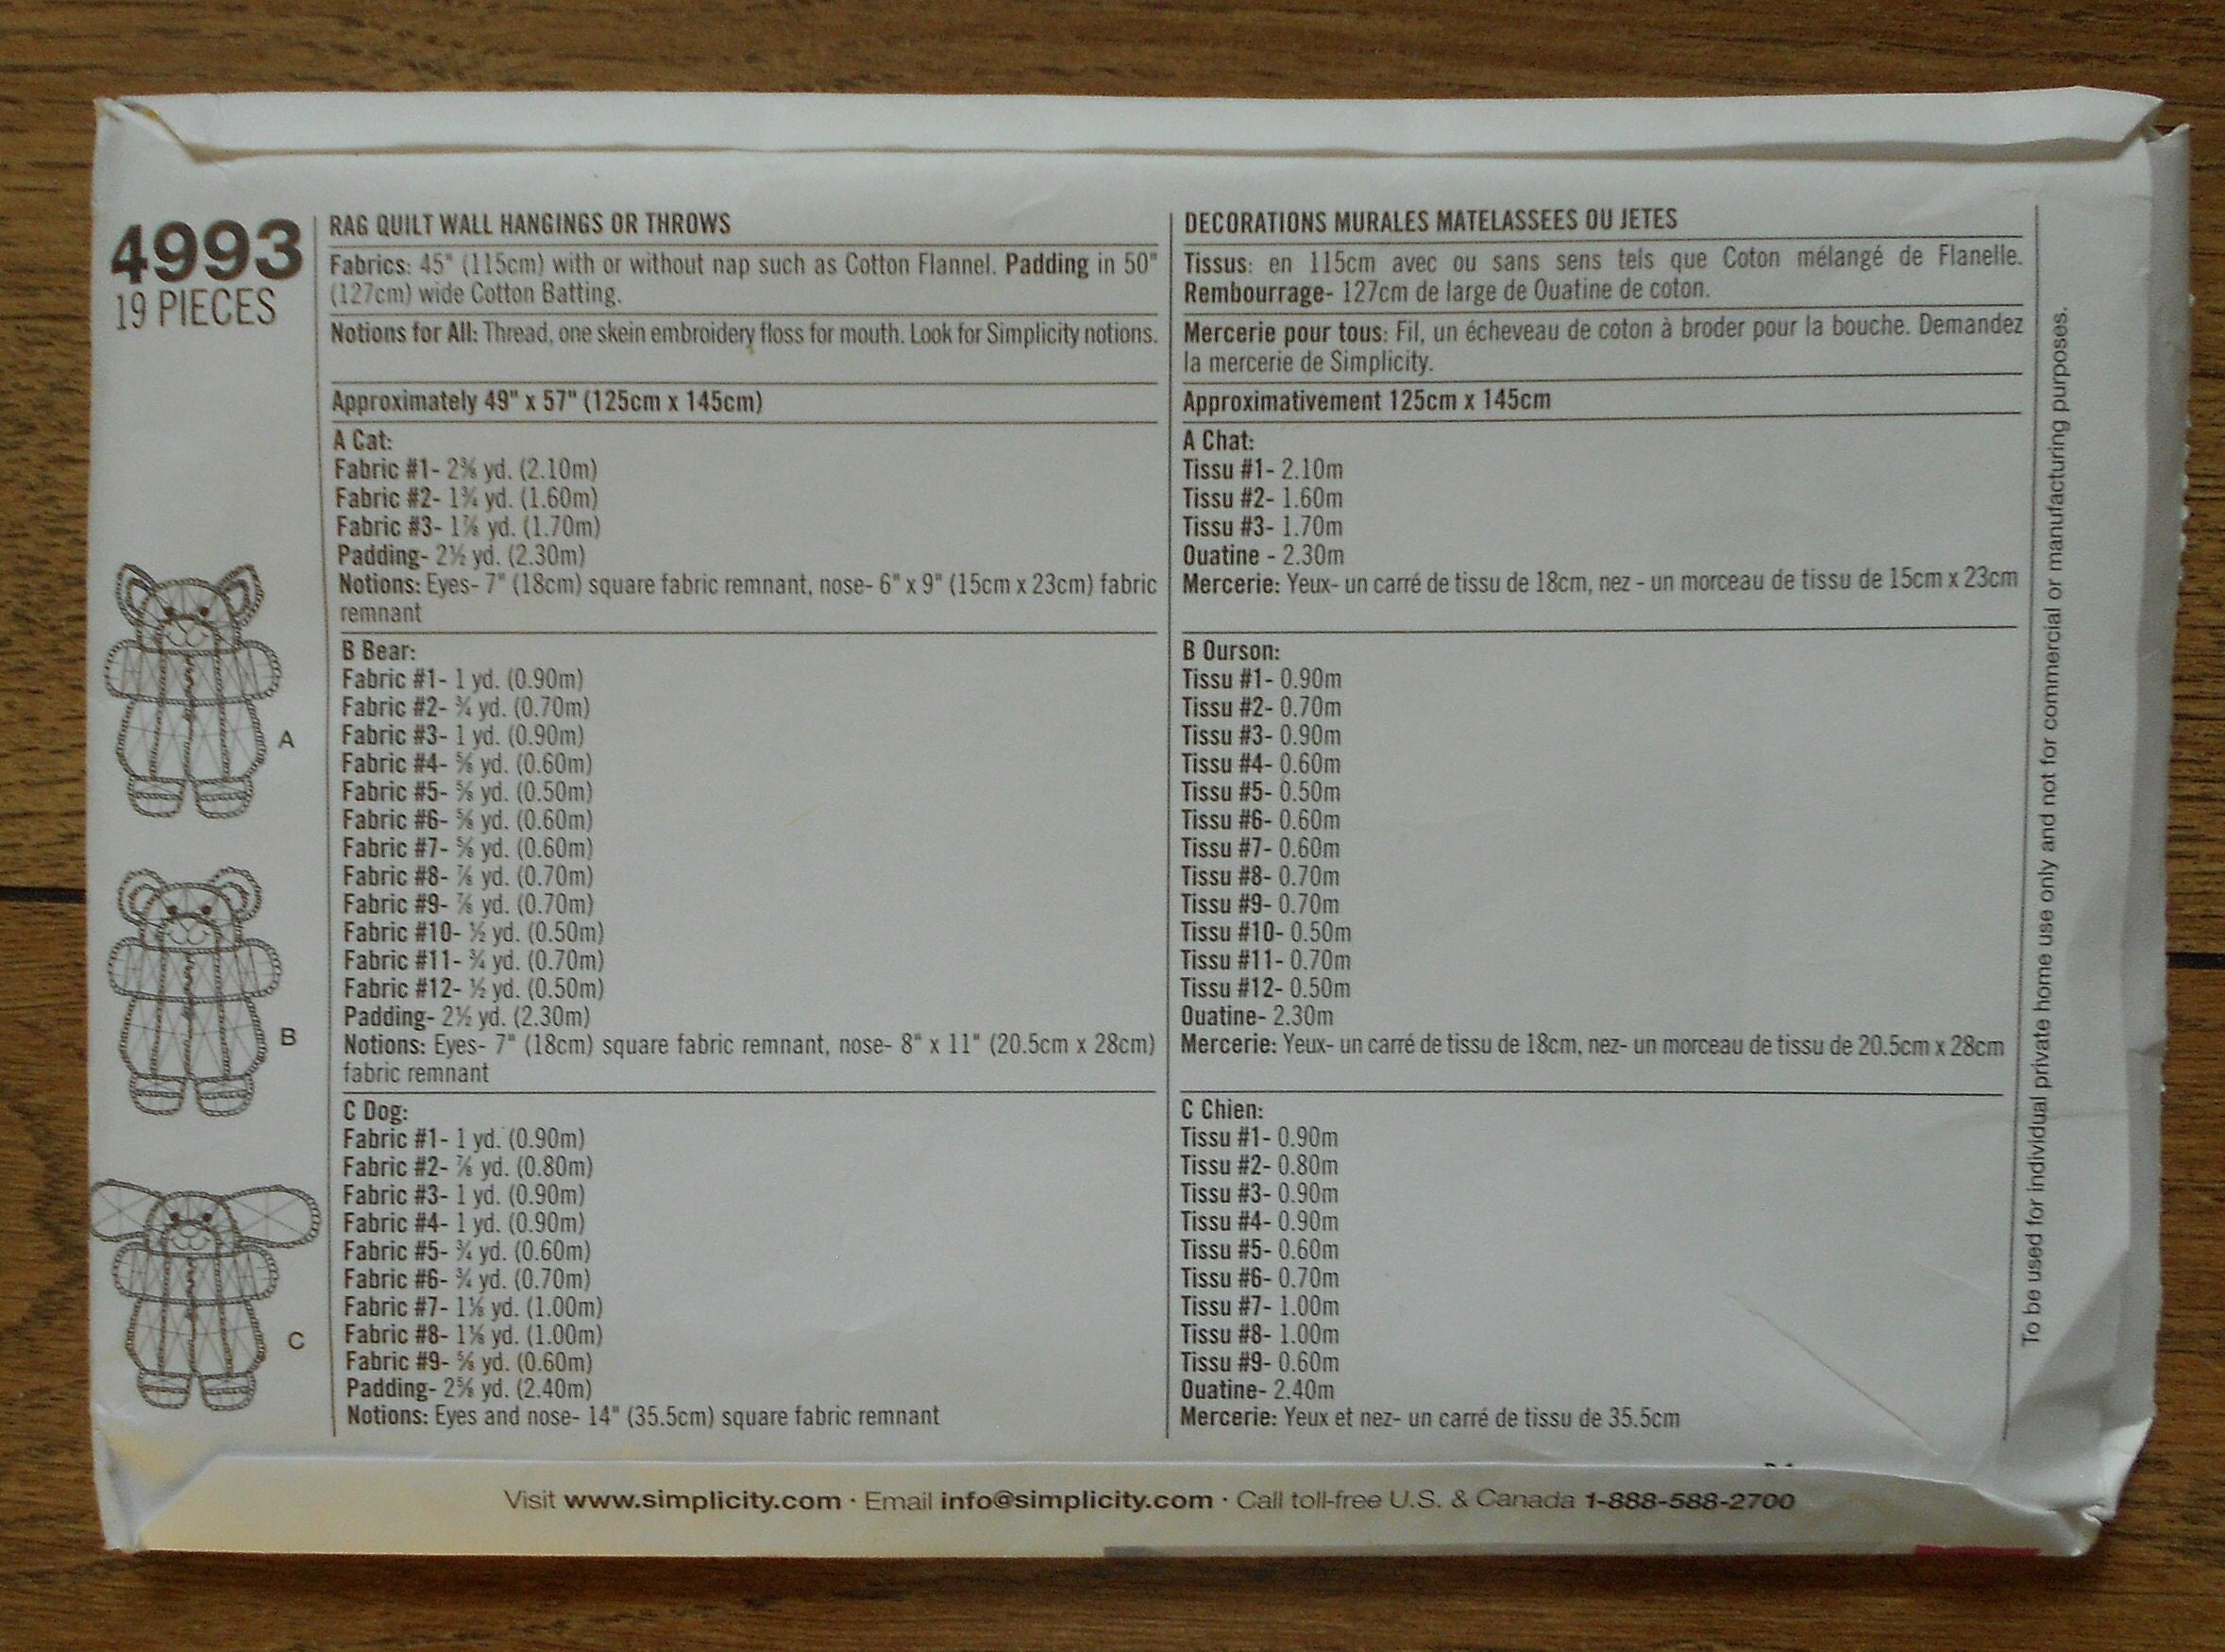 4993
19 PIECES
A
B
C
RAG QUILT WALL HANGINGS OR THROWS
Fabrics: 45" (115cm) with or without nap such as Cotton Flannel. Padding in 50"
(127cm) wide Cotton Batting.
Notions for All: Thread, one skein embroidery floss for mouth. Look for Simplicity notions.
Approximately 49" x 57" (125cm x 145cm)
A Cat:
Fabric #1- yd. (2.10m)
Fabric #2- 1¾ yd. (1.60m)
Fabric #3- 1⅞ yd. (1.70m)
Padding- 2½ yd. (2.30m)
Notions: Eyes- 7" (18cm) square fabric remnant, nose- 6" x 9" (15cm x 23cm) fabric
remnant
B Bear:
Fabric #1- 1 yd. (0.90m)
Fabric #2- ¾ yd. (0.70m)
Fabric #3- 1 yd. (0.90m)
Fabric #4- ⅝ yd. (0.60m)
Fabric #5- ⅝ yd. (0.50m)
Fabric #6- ⅝ yd. (0.60m)
Fabric #7- ⅝ yd. (0.60m)
Fabric #8- ⅞ yd. (0.70m)
Fabric #9- ⅞ yd. (0.70m)
Fabric #10- ½ yd. (0.50m)
Fabric #11- ¾ yd. (0.70m)
Fabric #12- ½ yd. (0.50m)
Padding- 2½ yd. (2.30m)
Notions: Eyes- 7" (18cm) square fabric remnant, nose- 8" x 11" (20.5cm x 28cm)
fabric remnant
C Dog:
Fabric #1- 1 yd. (0.90m)
Fabric #2- ⅞ yd. (0.80m)
Fabric #3- 1 yd. (0.90m)
Fabric #4- 1 yd. (0.90m)
Fabric #5- ¾ yd. (0.60m)
Fabric #6- ¾ yd. (0.70m)
Fabric #7- 1⅛ yd. (1.00m)
Fabric #8- 1⅛ yd. (1.00m)
Fabric #9- ⅝ yd. (0.60m)
Padding- 2⅝ yd. (2.40m)
Notions: Eyes and nose- 14" (35.5cm) square fabric remnant
DECORATIONS MURALES MATELASSEES OU JETES
Tissus: en 115cm avec ou sans sens tels que Coton mélangé de Flanelle.
Rembourrage- 127cm de large de Ouatine de coton.
Mercerie pour tous: Fil, un écheveau de coton à broder pour la bouche. Demandez
la mercerie de Simplicity.
Approximativement 125cm x 145cm
A Chat:
Tissu #1- 2.10m
Tissu #2- 1.60m
Tissu #3- 1.70m
Ouatine - 2.30m
Mercerie: Yeux- un carré de tissu de 18cm, nez - un morceau de tissu de 15cm x 23cm
B Ourson:
Tissu #1- 0.90m
Tissu #2- 0.70m
Tissu #3- 0.90m
Tissu #4- 0.60m
Tissu #5- 0.50m
Tissu #6- 0.60m
Tissu #7- 0.60m
Tissu #8- 0.70m
Tissu #9- 0.70m
Tissu #10- 0.50m
Tissu #11- 0.70m
Tissu #12- 0.50m
Ouatine- 2.30m
Mercerie: Yeux- un carré de tissu de 18cm, nez- un morceau de tissu de 20.5cm x 28cm
C Chien:
Tissu #1- 0.90m
Tissu #2- 0.80m
Tissu #3- 0.90m
Tissu #4- 0.90m
Tissu #5- 0.60m
Tissu #6- 0.70m
Tissu #7- 1.00m
Tissu #8- 1.00m
Tissu #9- 0.60m
Ouatine- 2.40m
Mercerie: Yeux et nez- un carré de tissu de 35.5cm
To be used for individual private home use only and not for commercial or manufacturing purposes.
Visit www.simplicity.com · Email info@simplicity.com · Call toll-free U.S. & Canada 1-888-588-2700